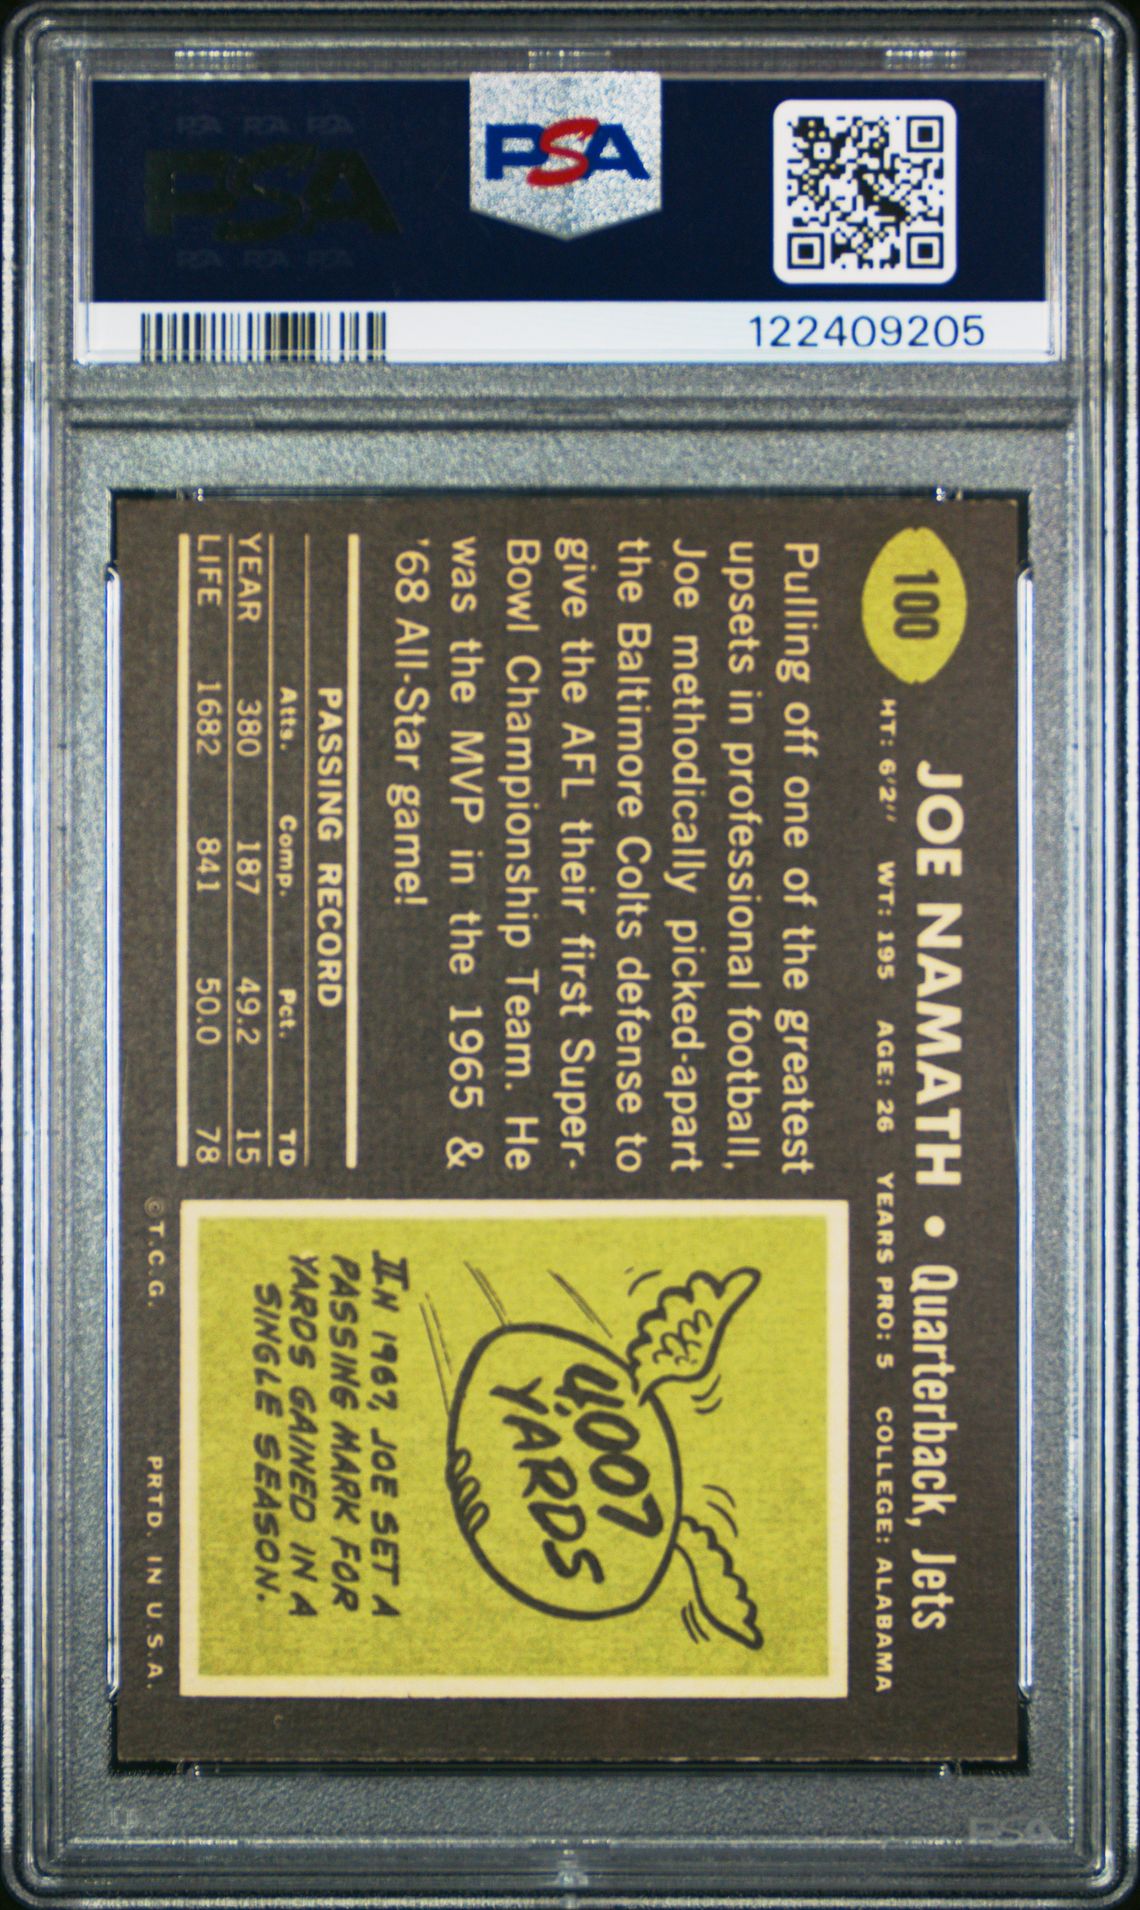 PSA PSA PSA
PSA
PSA PSA PSA
PSA
122409205
100
JOE NAMATH • Quarterback, Jets
HT: 6'2" WT: 195 AGE: 26 YEARS PRO: 5 COLLEGE: ALABAMA
Pulling off one of the greatest
upsets in professional football,
Joe methodically picked-apart
the Baltimore Colts defense to
give the AFL their first Super-
Bowl Championship Team. He
was the MVP in the 1965 &
'68 All-Star game!
PASSING RECORD
Atts. Comp. Pct. TD
YEAR 380 187 49.2 15
LIFE 1682 841 50.0 78
4,007
YARDS
IN 1967, JOE SET A
PASSING MARK FOR
YARDS GAINED IN A
SINGLE SEASON.
©T.C.G. PRTD. IN U.S.A.
PSA